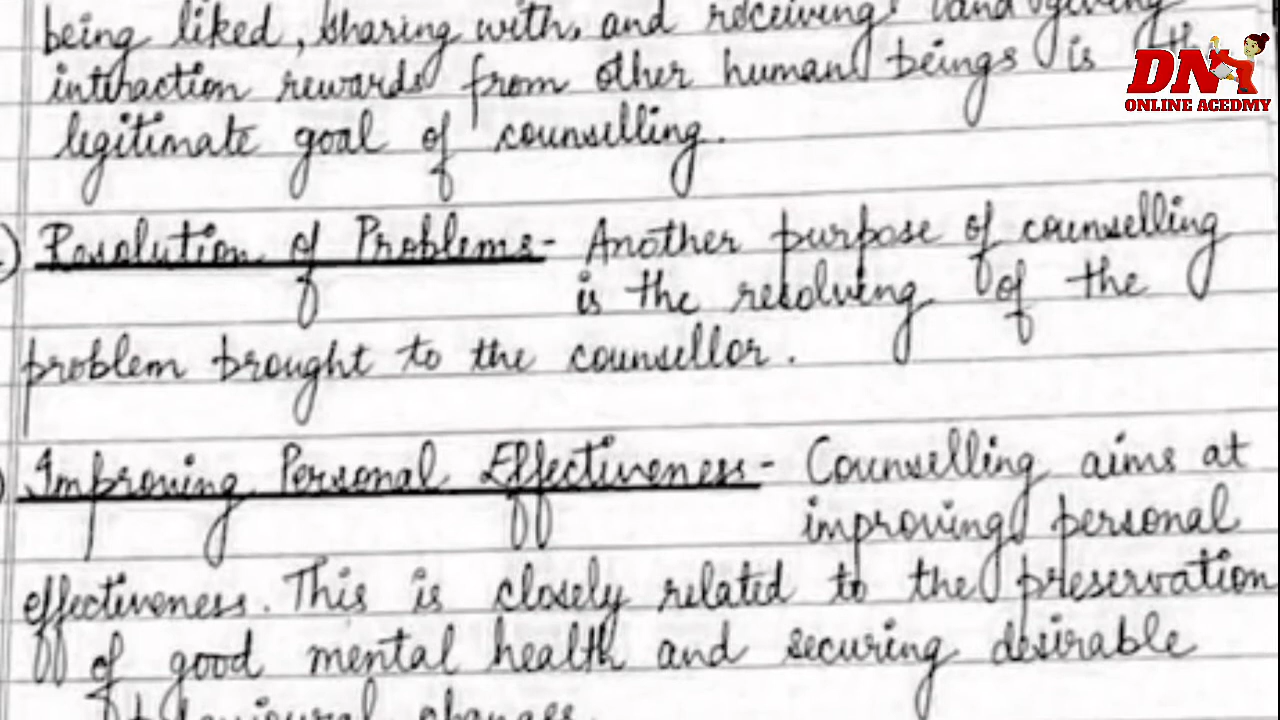 being liked, sharing with, and receiving and giving
interaction rewards from other human beings is the
legitimate goal of counselling.
Resolution of Problems- Another purpose of counselling
is the resolving of the
problem brought to the counsellor.
Improving Personal Effectiveness- Counselling aims at
improving personal
effectiveness. This is closely related to the preservation
of good mental health and securing desirable
behavioural changes.
DNA
ONLINE ACEDMY